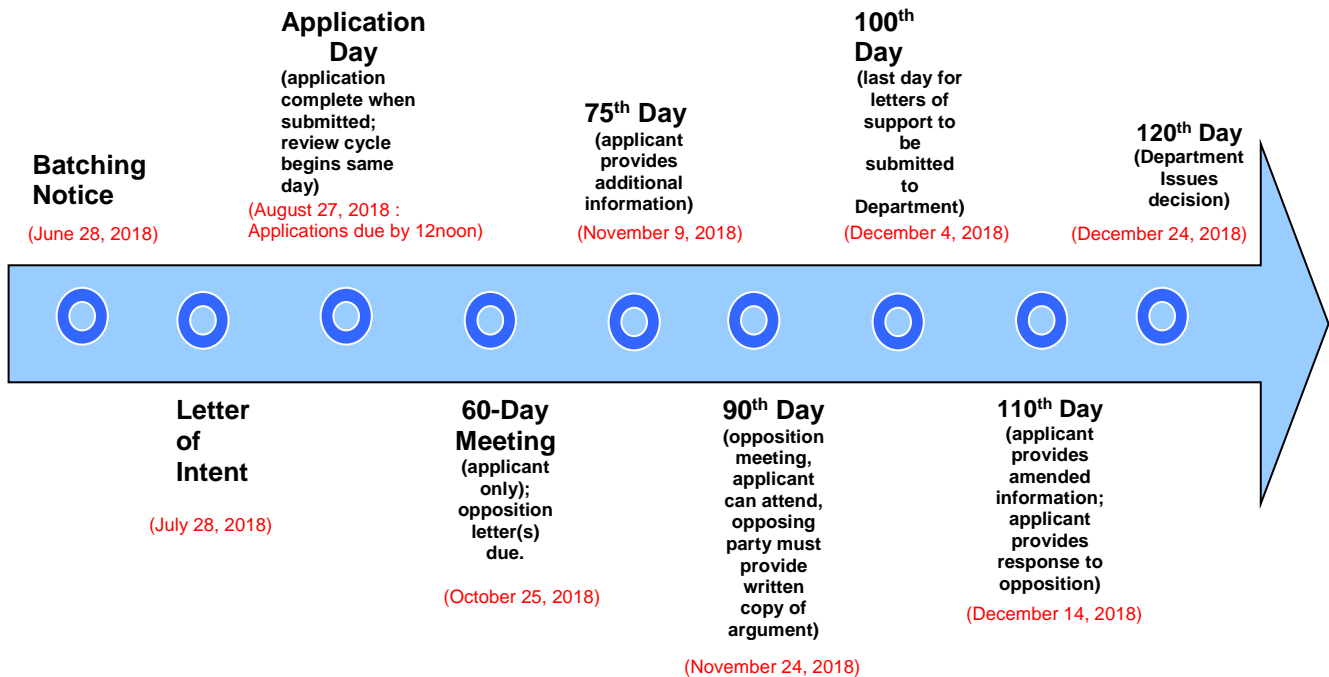 Batching
Notice
(June 28, 2018)
Letter
of
Intent
(July 28, 2018)
Application
Day
(application
complete when
submitted;
review cycle
begins same
day)
(August 27, 2018 :
Applications due by 12noon)
60-Day
Meeting
(applicant
only);
opposition
letter(s)
due.
(October 25, 2018)
75th Day
(applicant
provides
additional
information)
(November 9, 2018)
90th Day
(opposition
meeting,
applicant
can attend,
opposing
party must
provide
written
copy of
argument)
(November 24, 2018)
100th
Day
(last day for
letters of
support to
be
submitted
to
Department)
(December 4, 2018)
110th Day
(applicant
provides
amended
information;
applicant
provides
response to
opposition)
(December 14, 2018)
120th Day
(Department
Issues
decision)
(December 24, 2018)